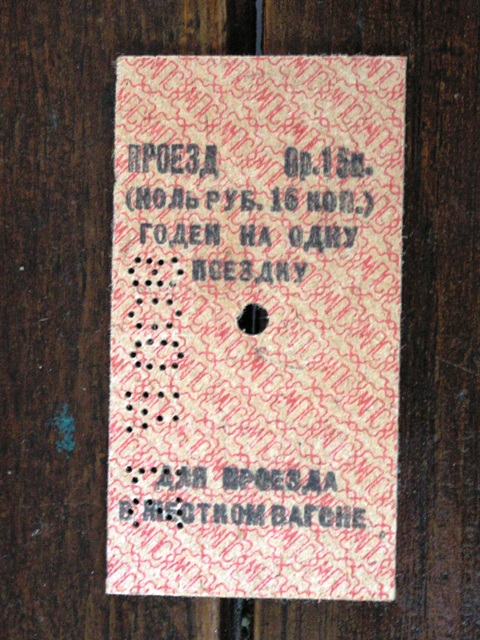 ПРОЕЗД 0р.16к.
(НОЛЬ РУБ. 16 КОП.)
ГОДЕН НА ОДНУ
ПОЕЗДКУ
ДЛЯ ПРОЕЗДА
В ЖЕСТКОМ ВАГОНЕ